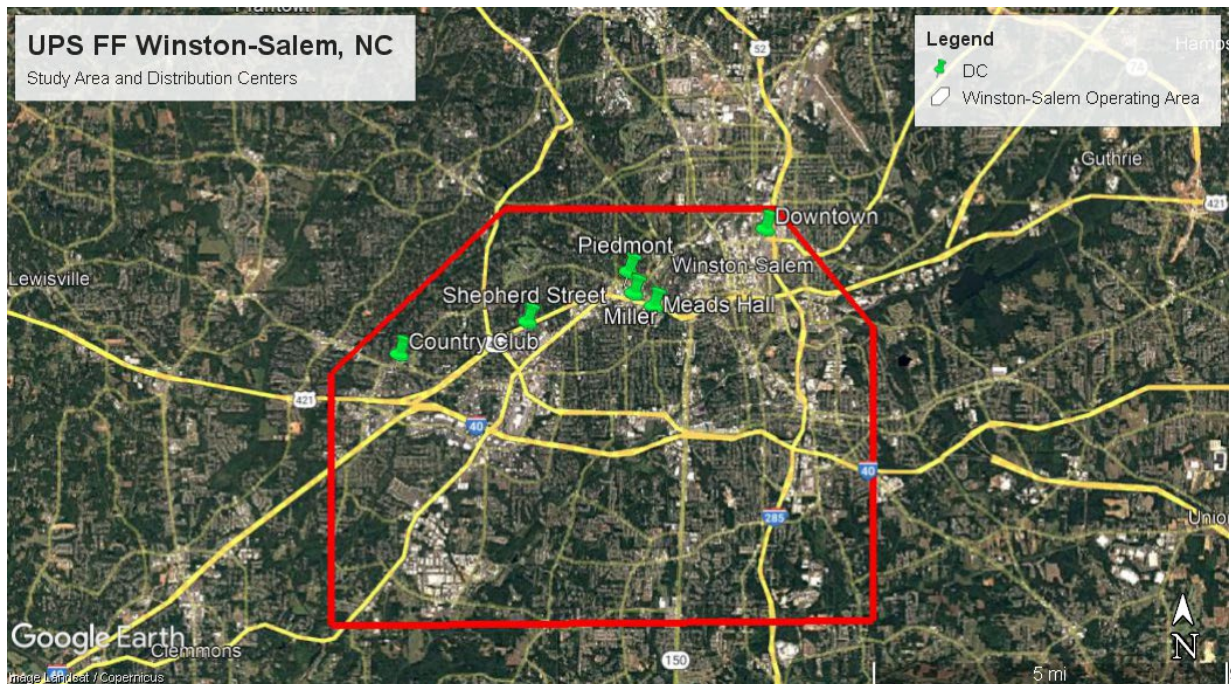 UPS FF Winston-Salem, NC
Study Area and Distribution Centers
Legend
DC
Winston-Salem Operating Area
52
74
Guthrie
421
Downtown
Piedmont
Winston-Salem
Lewisville
Shepherd Street
Meads Hall
Miller
Country Club
421
40
40
285
Google Earth
Clemmons
150
N
40
5 mi
Image Landsat / Copernicus